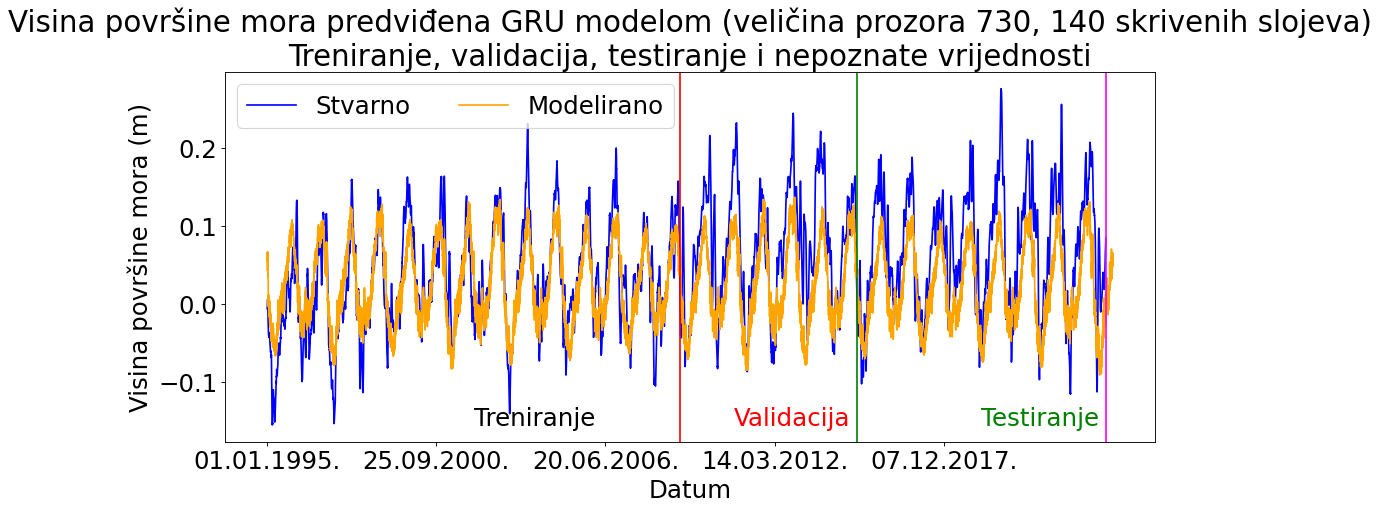 Visina površine mora predviđena GRU modelom (veličina prozora 730, 140 skrivenih slojeva)
Treniranje, validacija, testiranje i nepoznate vrijednosti
Stvarno Modelirano
Visina površine mora (m)
0.2
0.1
0.0
−0.1
Treniranje Validacija Testiranje
01.01.1995. 25.09.2000. 20.06.2006. 14.03.2012. 07.12.2017.
Datum